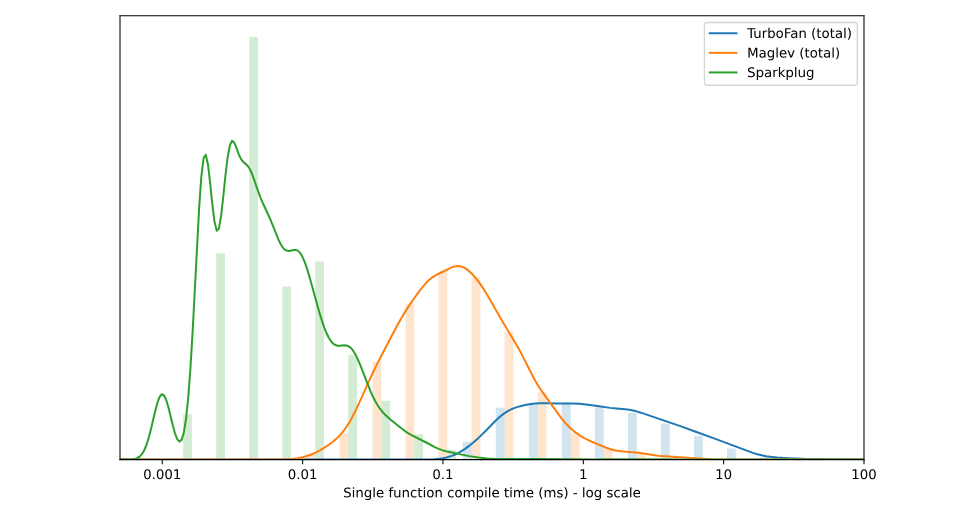 TurboFan (total)
Maglev (total)
Sparkplug
0.001 0.01 0.1 1 10 100
Single function compile time (ms) - log scale